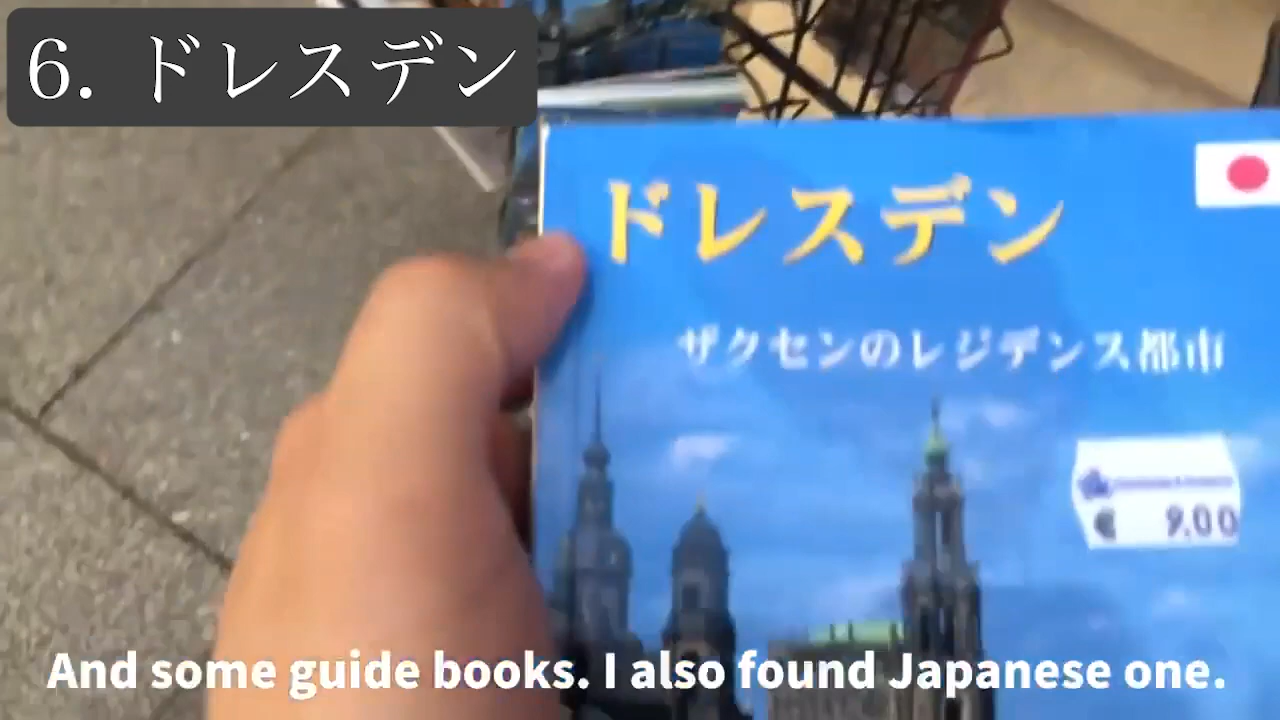 6. ドレスデン
ドレスデン
ザクセンのレジデンス都市
€ 9.00
And some guide books. I also found Japanese one.